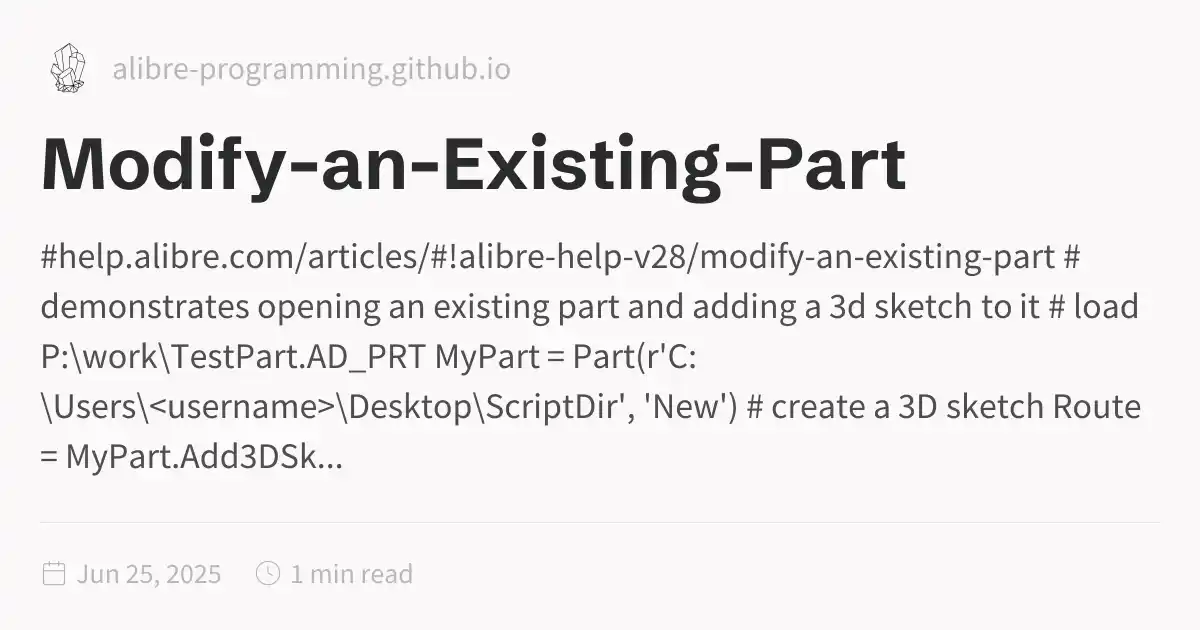 alibre-programming.github.io
Modify-an-Existing-Part
#help.alibre.com/articles/#!alibre-help-v28/modify-an-existing-part #
demonstrates opening an existing part and adding a 3d sketch to it # load
P:\work\TestPart.AD_PRT MyPart = Part(r'C:
\Users\<username>\Desktop\ScriptDir', 'New') # create a 3D sketch Route
= MyPart.Add3DSk...
Jun 25, 2025 1 min read